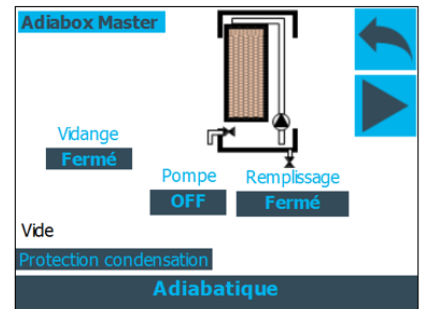 Adiabox Master
Vidange
Fermé
Pompe
Remplissage
OFF
Fermé
Vide
Protection condensation
Adiabatique